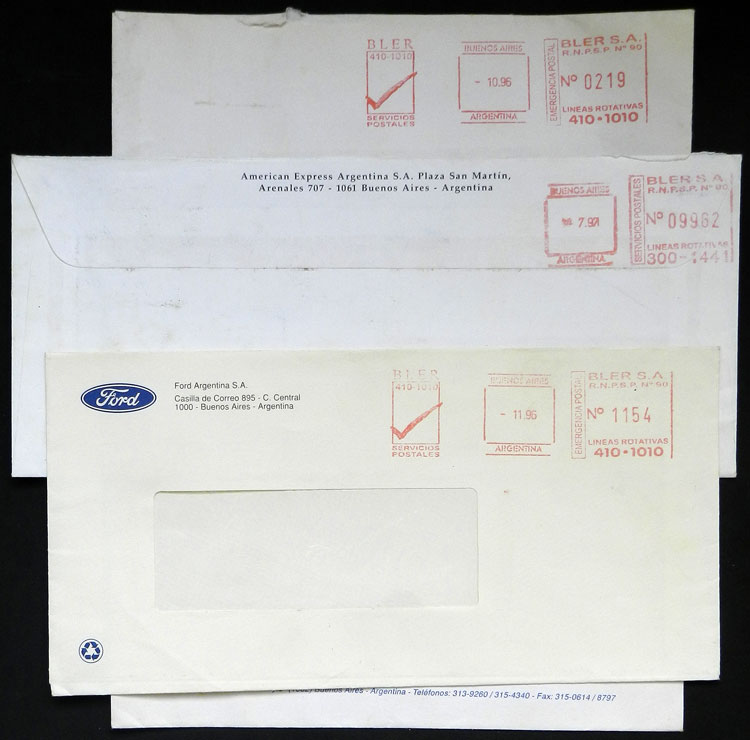 BLER
410-1010
SERVICIOS
POSTALES
BUENOS AIRES
- 10.96
ARGENTINA
EMERGENCIA POSTAL
BLER S.A.
R.N.P.S.P. Nº 90
Nº 0219
LINEAS ROTATIVAS
410•1010
American Express Argentina S.A. Plaza San Martín,
Arenales 707 - 1061 Buenos Aires - Argentina
BUENOS AIRES
7.97
ARGENTINA
SERVICIOS POSTALES
BLER S.A.
R.N.P.S.P. Nº 90
Nº 09962
LINEAS ROTATIVAS
300-1441
Ford
Ford Argentina S.A.
Casilla de Correo 895 - C. Central
1000 - Buenos Aires - Argentina
BLER
410-1010
SERVICIOS
POSTALES
BUENOS AIRES
- 11.96
ARGENTINA
EMERGENCIA POSTAL
BLER S.A.
R.N.P.S.P. Nº 90
Nº 1154
LINEAS ROTATIVAS
410•1010
Buenos Aires - Argentina - Teléfonos: 313-9260 / 315-4340 - Fax: 315-0614 / 8797